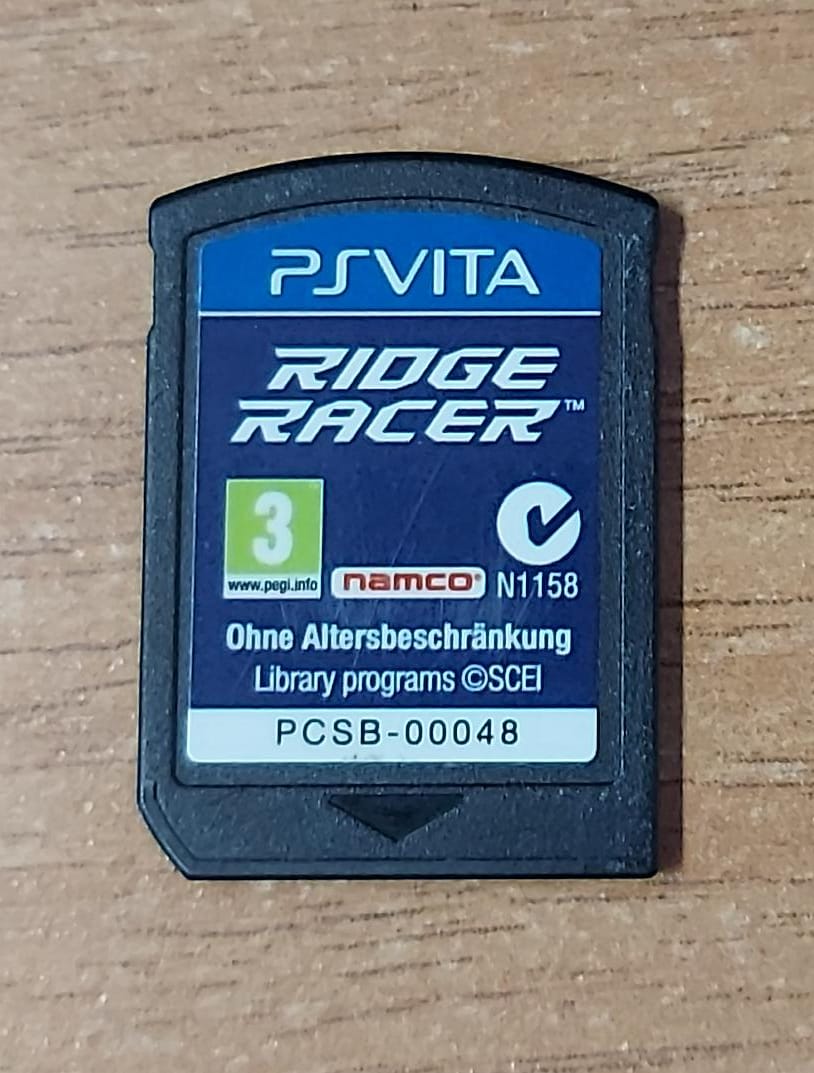 PSVITA
RIDGE
RACER™
3
www.pegi.info
namco®
N1158
Ohne Altersbeschränkung
Library programs ©SCEI
PCSB-00048